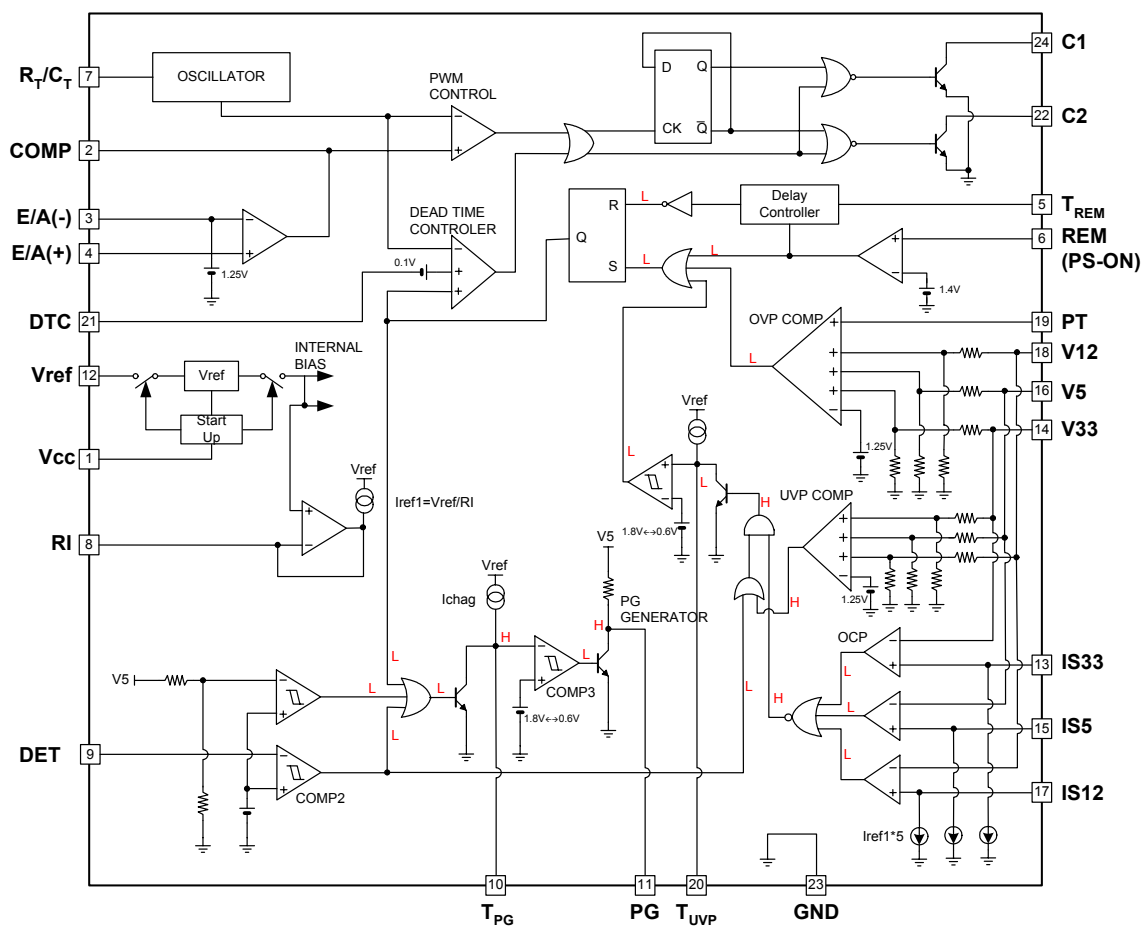 24 C1
R_T/C_T 7
OSCILLATOR
D Q
CK Q̅
PWM
CONTROL
22 C2
COMP 2
E/A(-) 3
E/A(+) 4
1.25V
DEAD TIME
CONTROLER
0.1V
R L
Q
S L
Delay
Controller
5 T_REM
L
6 REM
(PS-ON)
1.4V
DTC 21
OVP COMP
L
19 PT
18 V12
16 V5
14 V33
1.25V
Vref 12
Vref
INTERNAL
BIAS
Start
Up
Vcc 1
Vref
L
L
H
1.8V↔0.6V
UVP COMP
1.25V
H
Vref
Iref1=Vref/RI
RI 8
V5
Vref
Ichag
PG
GENERATOR
H
H
L
COMP3
1.8V↔0.6V
OCP
13 IS33
L
L
H
L
15 IS5
L
17 IS12
Iref1*5
V5
L
L
L
L
DET 9
COMP2
10
T_PG
11
PG
20
T_UVP
23
GND
− + − + − + + − + − + + + + − + − + + + − + − − + − + − + − + − +